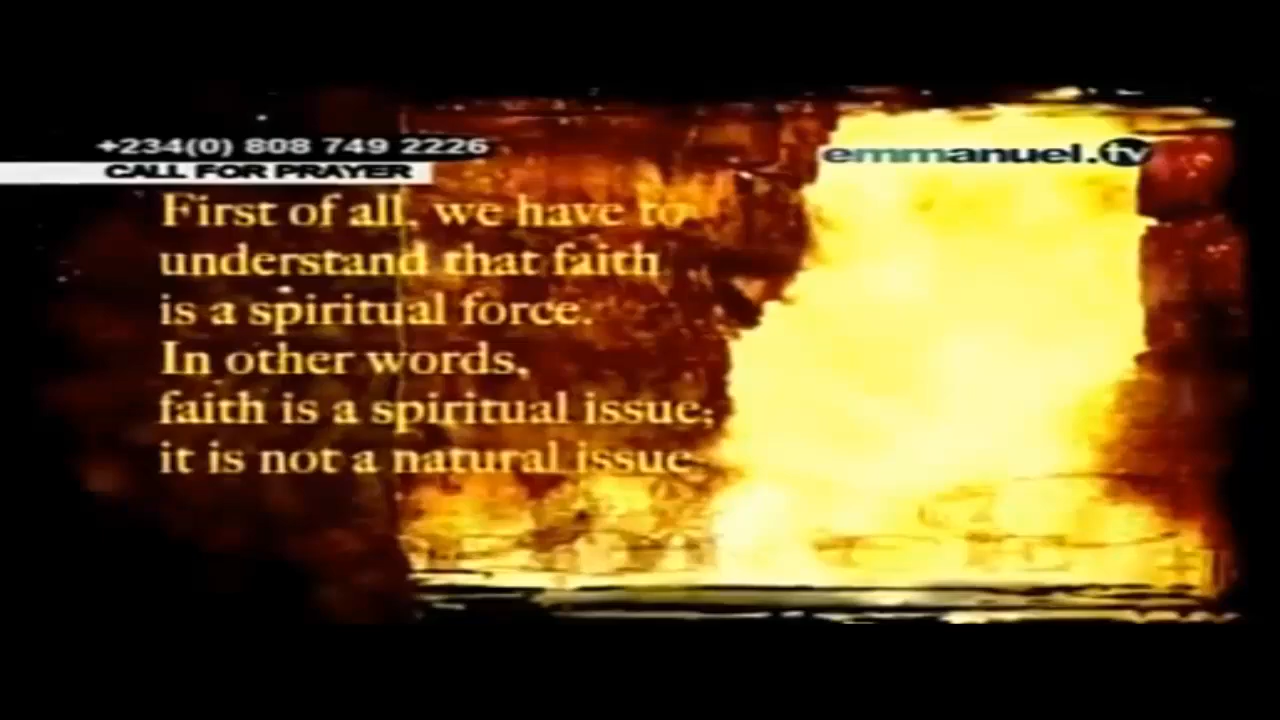 +234(0) 808 749 2226
CALL FOR PRAYER
emmanuel.tv
First of all, we have to
understand that faith
is a spiritual force.
In other words,
faith is a spiritual issue;
it is not a natural issue